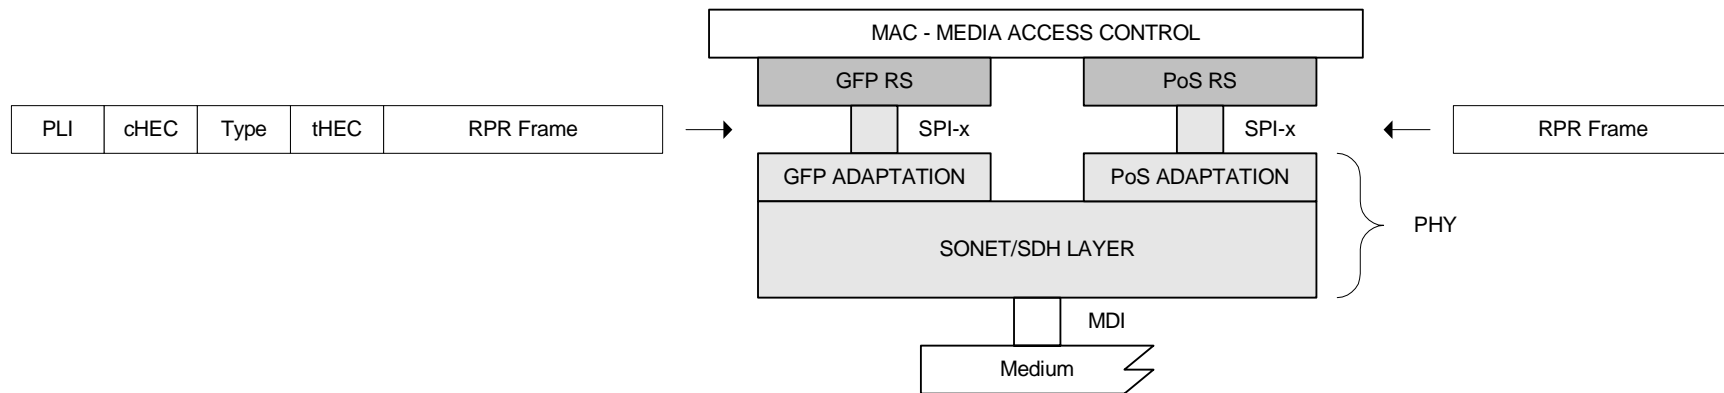 MAC - MEDIA ACCESS CONTROL
GFP RS
PoS RS
PLI
cHEC
Type
tHEC
RPR Frame
SPI-x
SPI-x
RPR Frame
GFP ADAPTATION
PoS ADAPTATION
PHY
SONET/SDH LAYER
MDI
Medium